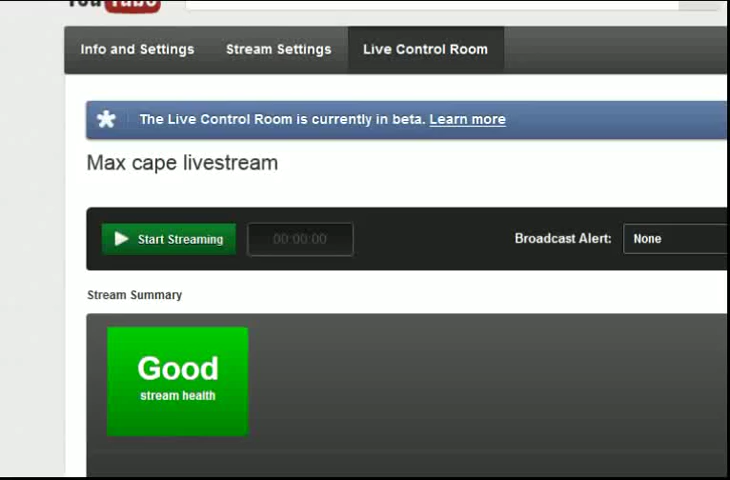 YouTube
Info and Settings Stream Settings Live Control Room
The Live Control Room is currently in beta. Learn more
Max cape livestream
Start Streaming 00:00:00 Broadcast Alert: None
Stream Summary
Good
stream health